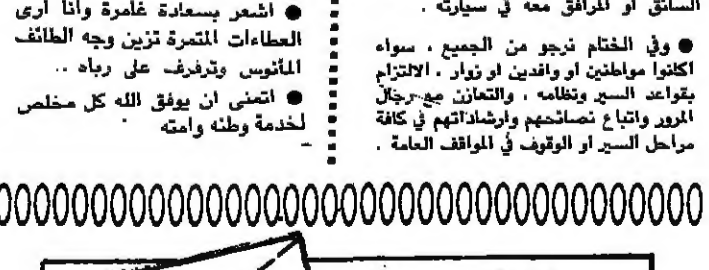 السائق او المرافق معه في سيارته .
● وفي الختام نرجو من الجميع ، سواء
اكانوا مواطنين او وافدين او زوار . الالتزام
بقواعد السير ونظامه ، والتعاون مع رجال
المرور واتباع نصائحهم وارشاداتهم في كافة
مراحل السير او الوقوف في المواقف العامة .
● اشعر بسعادة غامرة وانا ارى
العطاءات المتمرة تزين وجه الطائف
المأنوس وترفرف على رباه ..
● اتمنى ان يوفق الله كل مخلص
لخدمة وطنه وامته